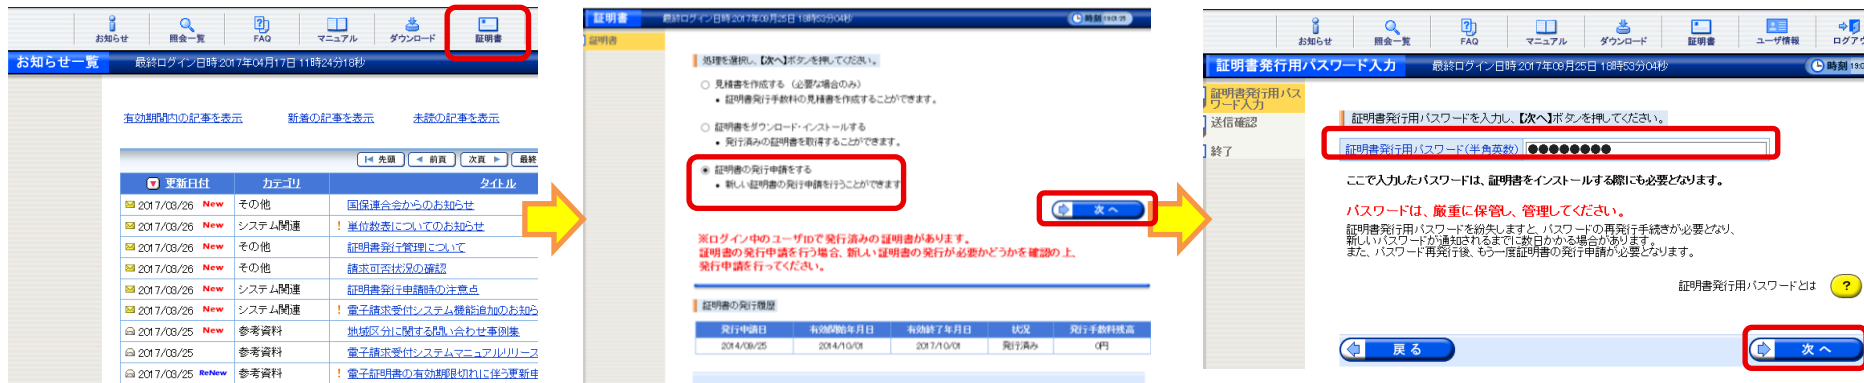 お知らせ
照会一覧
FAQ
マニュアル
ダウンロード
証明書
お知らせ一覧
最終ログイン日時:2017年04月17日 11時24分18秒
有効期間内の記事を表示
新着の記事を表示
未読の記事を表示
先頭
前頁
次頁
最終
更新日付 カテゴリ タイトル
2017/03/26 New その他 国保連合会からのお知らせ
2017/03/26 New システム関連 ! 単位数表についてのお知らせ
2017/03/26 New その他 証明書発行管理について
2017/03/26 New その他 請求可否状況の確認
2017/03/26 New システム関連 証明書発行申請時の注意点
2017/03/26 New システム関連 ! 電子請求受付システム機能追加のお知ら
2017/03/25 New 参考資料 地域区分に関する問い合わせ事例集
2017/03/25 参考資料 電子請求受付システムマニュアルリリース
2017/03/25 ReNew 参考資料 ! 電子証明書の有効期限切れに伴う更新申
証明書
最終ログイン日時:2017年09月25日 18時53分04秒
時刻 19:01:25
証明書
処理を選択し、【次へ】ボタンを押してください。
見積書を作成する (必要な場合のみ)
• 証明書発行手数料の見積書を作成することができます。
証明書をダウンロード・インストールする
• 発行済みの証明書を取得することができます。
証明書の発行申請をする
• 新しい証明書の発行申請を行うことができます
次へ
※ログイン中のユーザIDで発行済みの証明書があります。
証明書の発行申請を行う場合、新しい証明書の発行が必要かどうかを確認の上、
発行申請を行ってください。
証明書の発行履歴
発行申請日 有効開始年月日 有効終了年月日 状況 発行手数料残高
2014/09/25 2014/10/01 2017/10/01 発行済み 0円
お知らせ
照会一覧
FAQ
マニュアル
ダウンロード
証明書
ユーザ情報
ログアウ
証明書発行用パスワード入力
最終ログイン日時:2017年09月25日 18時53分04秒
時刻
証明書発行用パス
ワード入力
送信確認
終了
証明書発行用パスワードを入力し、【次へ】ボタンを押してください。
証明書発行用パスワード(半角英数) ●●●●●●●●
ここで入力したパスワードは、証明書をインストールする際にも必要となります。
パスワードは、厳重に保管し、管理してください。
証明書発行用パスワードを紛失しますと、パスワードの再発行手続きが必要となり、
新しいパスワードが通知されるまでに数日かかる場合があります。
また、パスワード再発行後、もう一度証明書の発行申請が必要となります。
証明書発行用パスワードとは ?
戻る
次へ